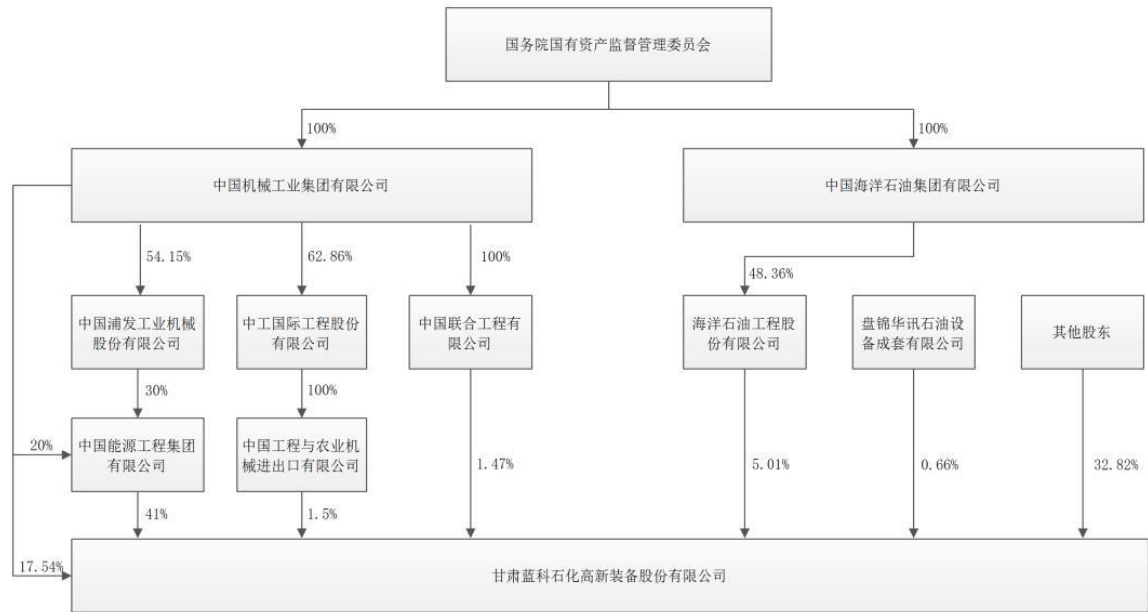 国务院国有资产监督管理委员会
100%
100%
中国机械工业集团有限公司
中国海洋石油集团有限公司
54.15%
62.86%
100%
48.36%
中国浦发工业机械
股份有限公司
中工国际工程股份
有限公司
中国联合工程有
限公司
海洋石油工程股
份有限公司
盘锦华讯石油设
备成套有限公司
其他股东
30%
100%
20%
中国能源工程集团
有限公司
中国工程与农业机
械进出口有限公司
1.47%
5.01%
0.66%
32.82%
41%
1.5%
17.54%
甘肃蓝科石化高新装备股份有限公司